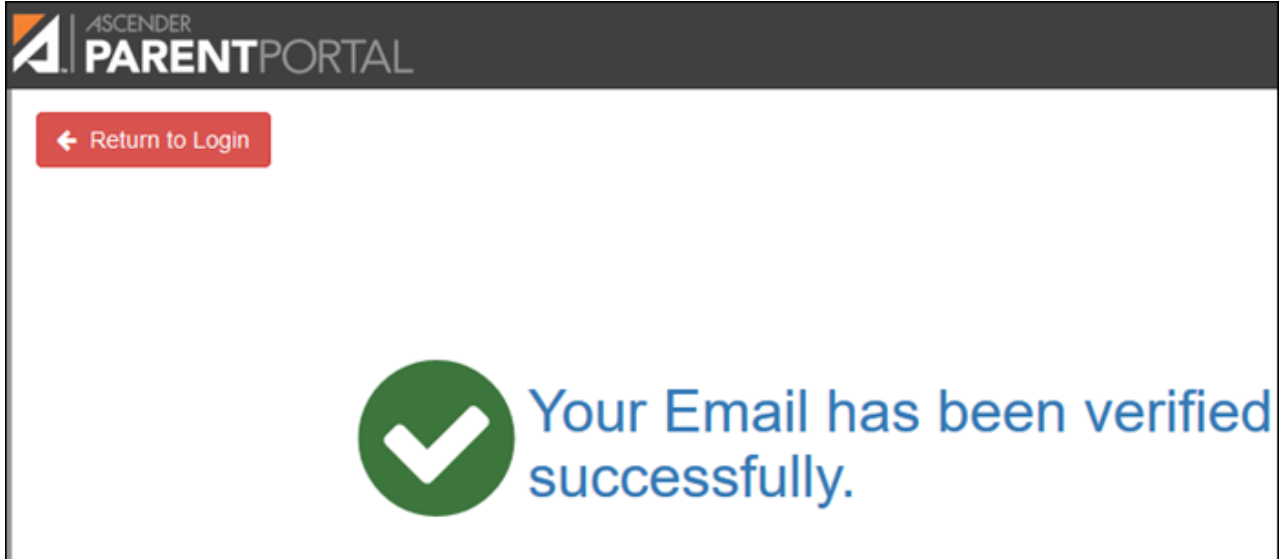 ASCENDER
PARENTPORTAL
Return to Login
Your Email has been verified
successfully.